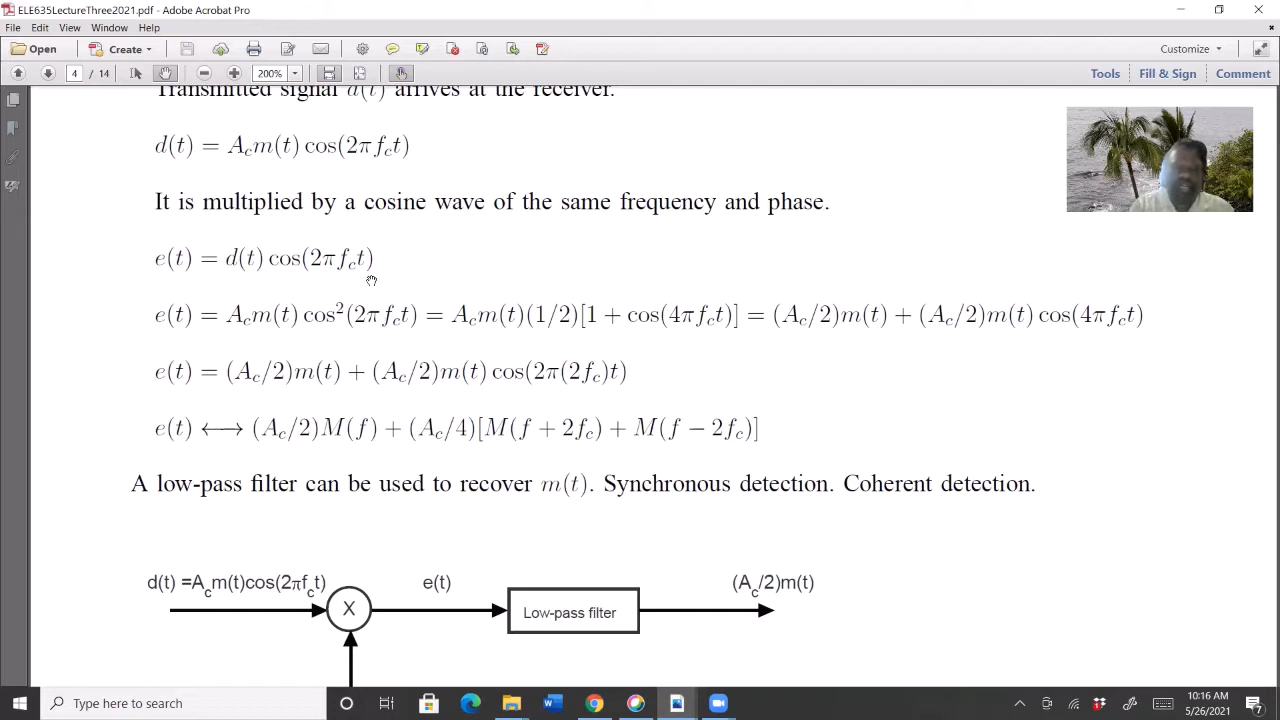 ELE635LectureThree2021.pdf - Adobe Acrobat Pro
File Edit View Window Help
Open Create Customize
4 / 14 200% Tools Fill & Sign Comment
Transmitted signal d(t) arrives at the receiver.
d(t) = A_c m(t) cos(2πf_c t)
It is multiplied by a cosine wave of the same frequency and phase.
e(t) = d(t) cos(2πf_c t)
e(t) = A_c m(t) cos²(2πf_c t) = A_c m(t)(1/2)[1 + cos(4πf_c t)] = (A_c/2)m(t) + (A_c/2)m(t) cos(4πf_c t)
e(t) = (A_c/2)m(t) + (A_c/2)m(t) cos(2π(2f_c)t)
e(t) ⟷ (A_c/2)M(f) + (A_c/4)[M(f + 2f_c) + M(f − 2f_c)]
A low-pass filter can be used to recover m(t). Synchronous detection. Coherent detection.
d(t) =A_c m(t)cos(2πf_c t) e(t) (A_c/2)m(t)
X Low-pass filter
Type here to search
10:16 AM
5/26/2021
7